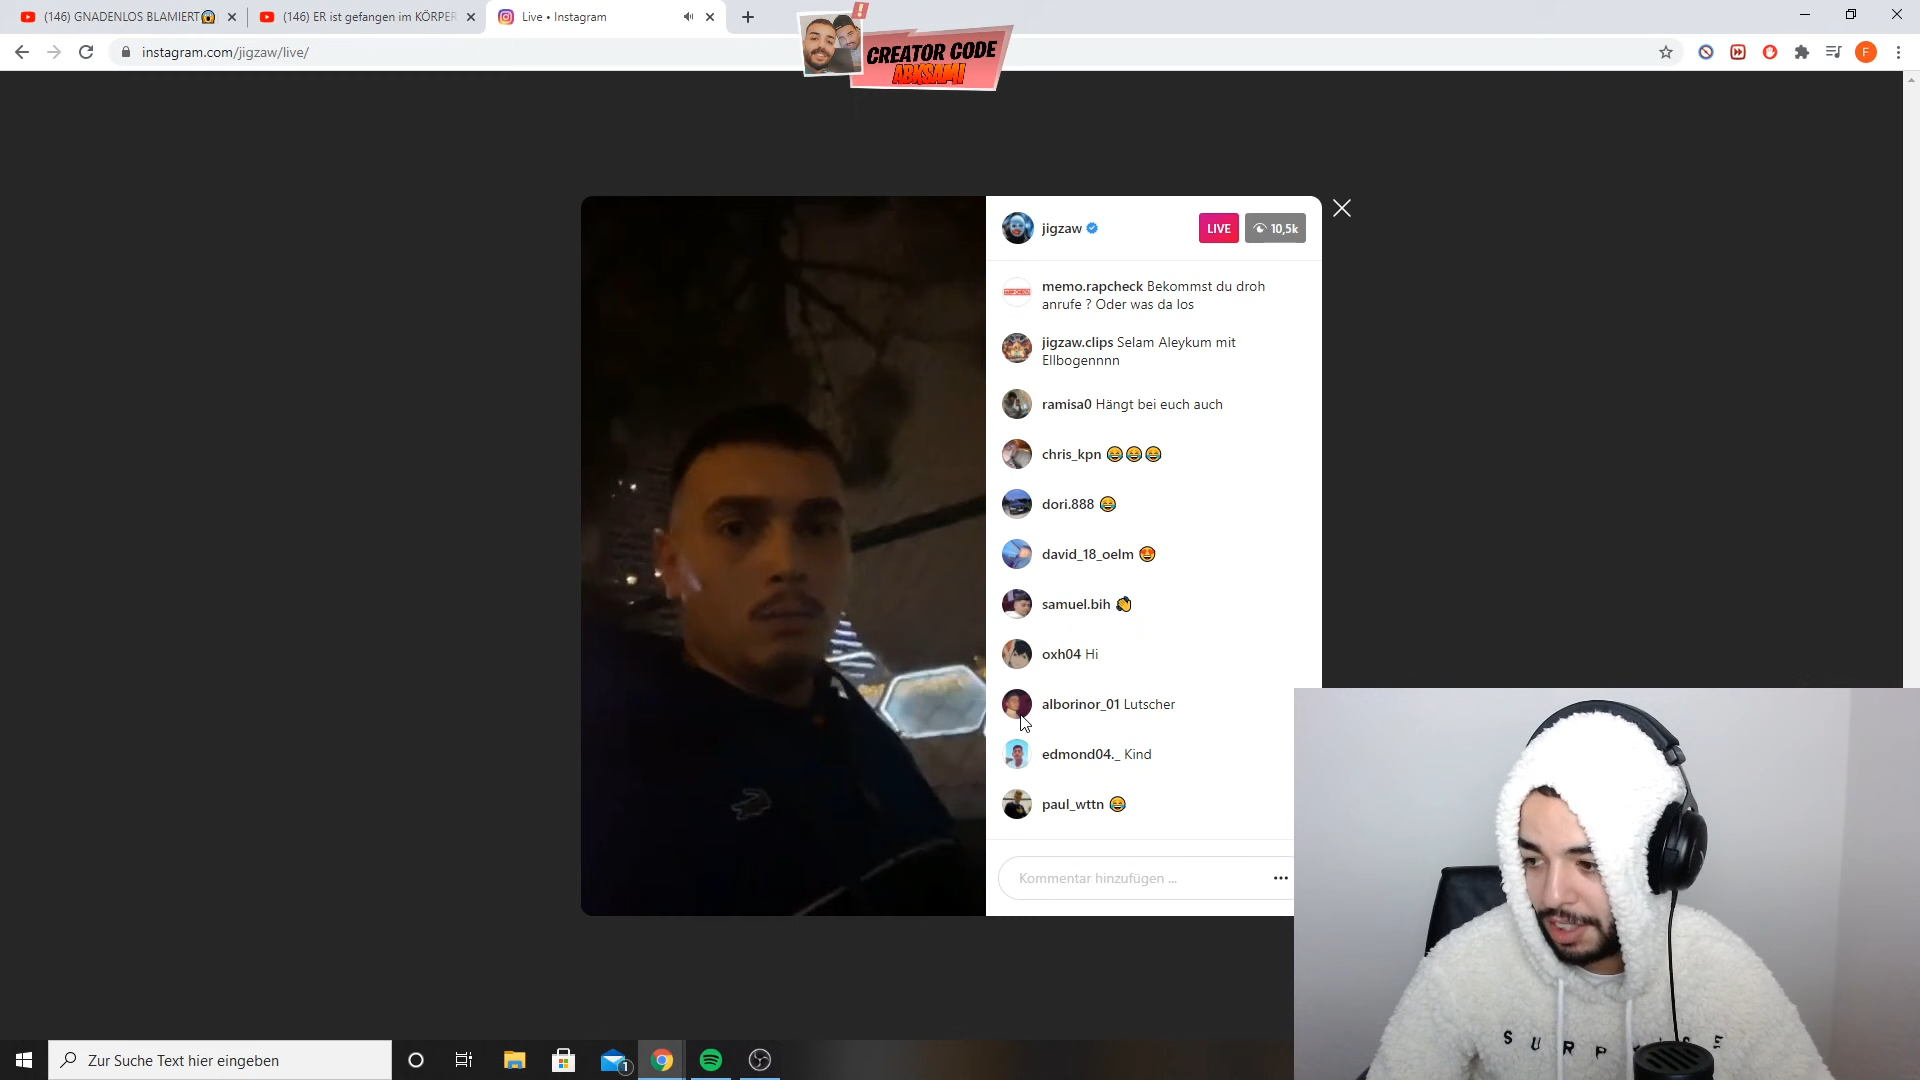 (146) GNADENLOS BLAMIERT😱
(146) ER ist gefangen im KÖRPER
Live • Instagram
instagram.com/jigzaw/live/
F
CREATOR CODE
ABKSAMI
jigzaw
LIVE
10,5k
memo.rapcheck Bekommst du droh
anrufe ? Oder was da los
jigzaw.clips Selam Aleykum mit
Ellbogennnn
ramisa0 Hängt bei euch auch
chris_kpn 😂😂😂
dori.888 😂
david_18_oelm 😍
samuel.bih 👏
oxh04 Hi
alborinor_01 Lutscher
edmond04._ Kind
paul_wttn 😂
Kommentar hinzufügen ...
Zur Suche Text hier eingeben
1